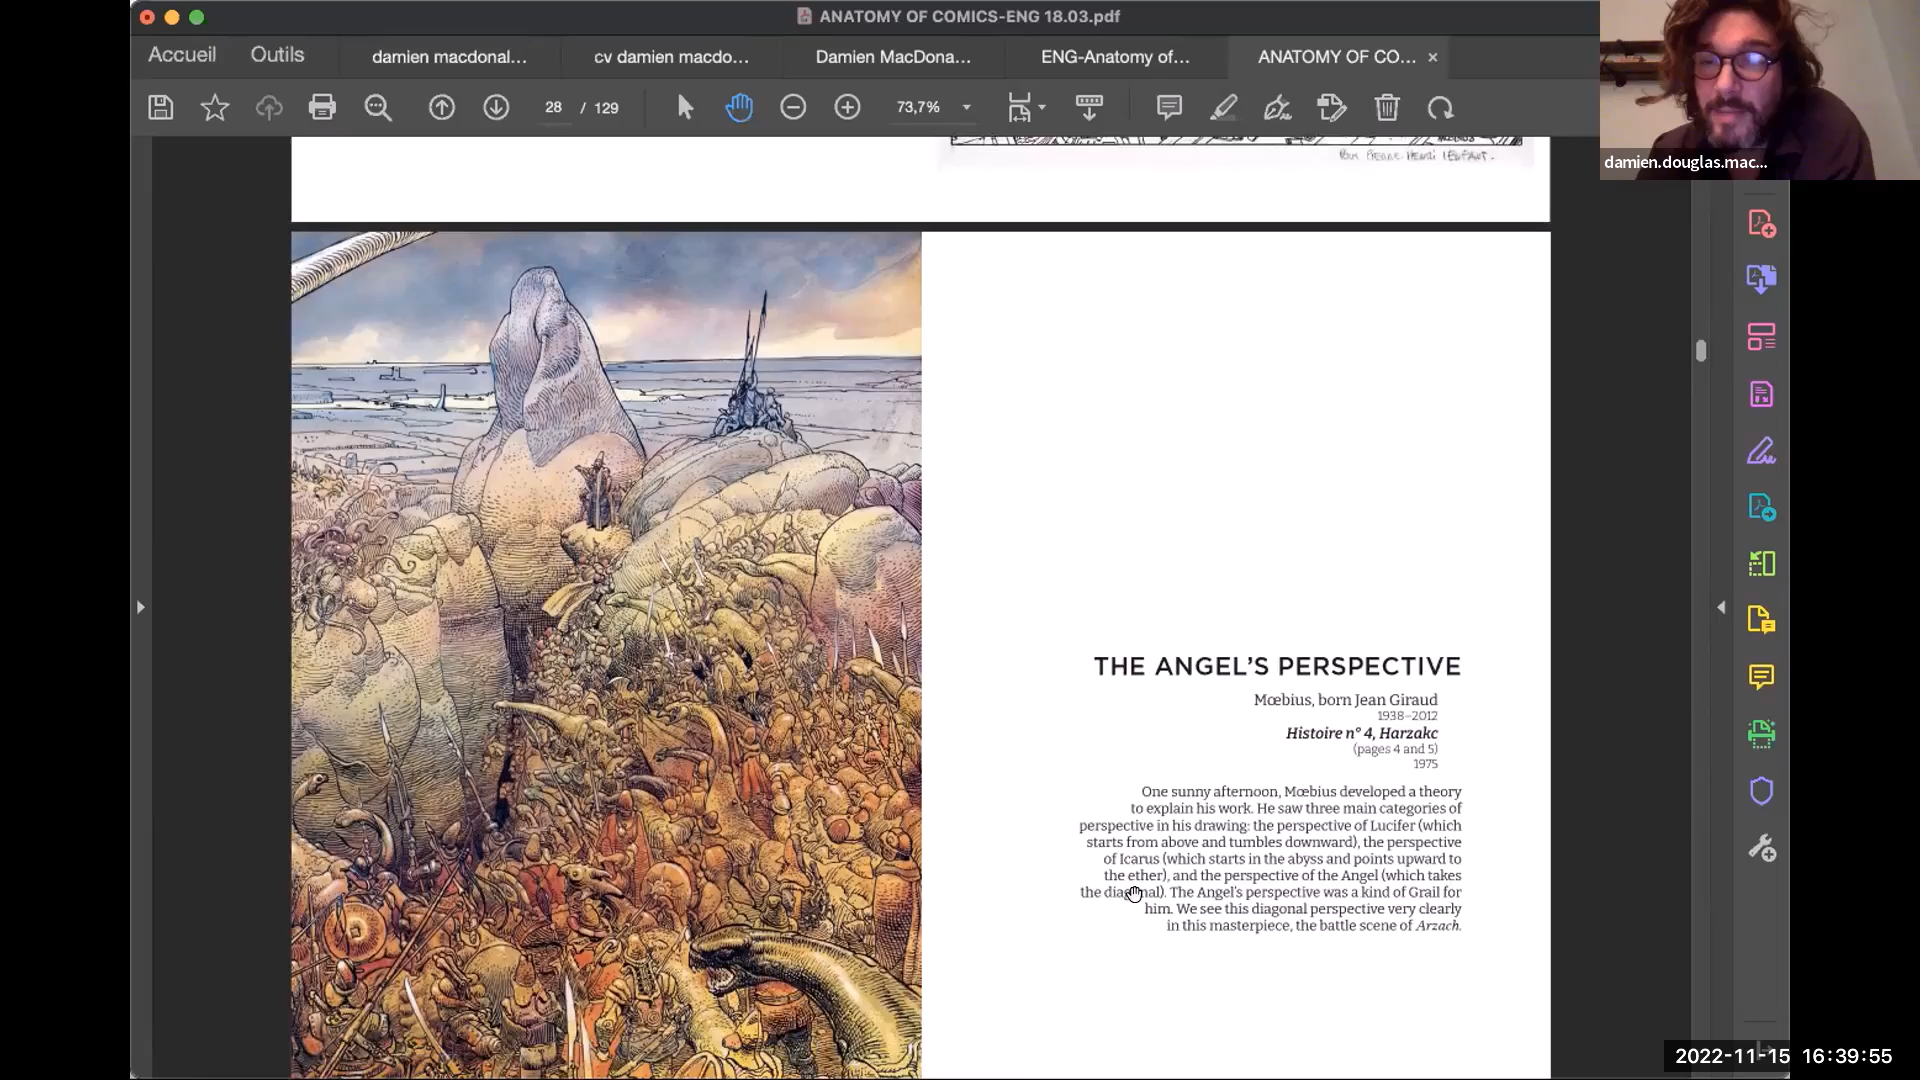 ANATOMY OF COMICS-ENG 18.03.pdf
Accueil
Outils
damien macdonal...
cv damien macdo...
Damien MacDona...
ENG-Anatomy of...
ANATOMY OF CO...
28 / 129
73,7%
damien.douglas.mac...
Pour Pierre Henri LENFANT.
THE ANGEL'S PERSPECTIVE
Mœbius, born Jean Giraud
1938–2012
Histoire n° 4, Harzakc
(pages 4 and 5)
1975
One sunny afternoon, Mœbius developed a theory
to explain his work. He saw three main categories of
perspective in his drawing: the perspective of Lucifer (which
starts from above and tumbles downward), the perspective
of Icarus (which starts in the abyss and points upward to
the ether), and the perspective of the Angel (which takes
the diagonal). The Angel's perspective was a kind of Grail for
him. We see this diagonal perspective very clearly
in this masterpiece, the battle scene of Arzach.
2022-11-15 16:39:55